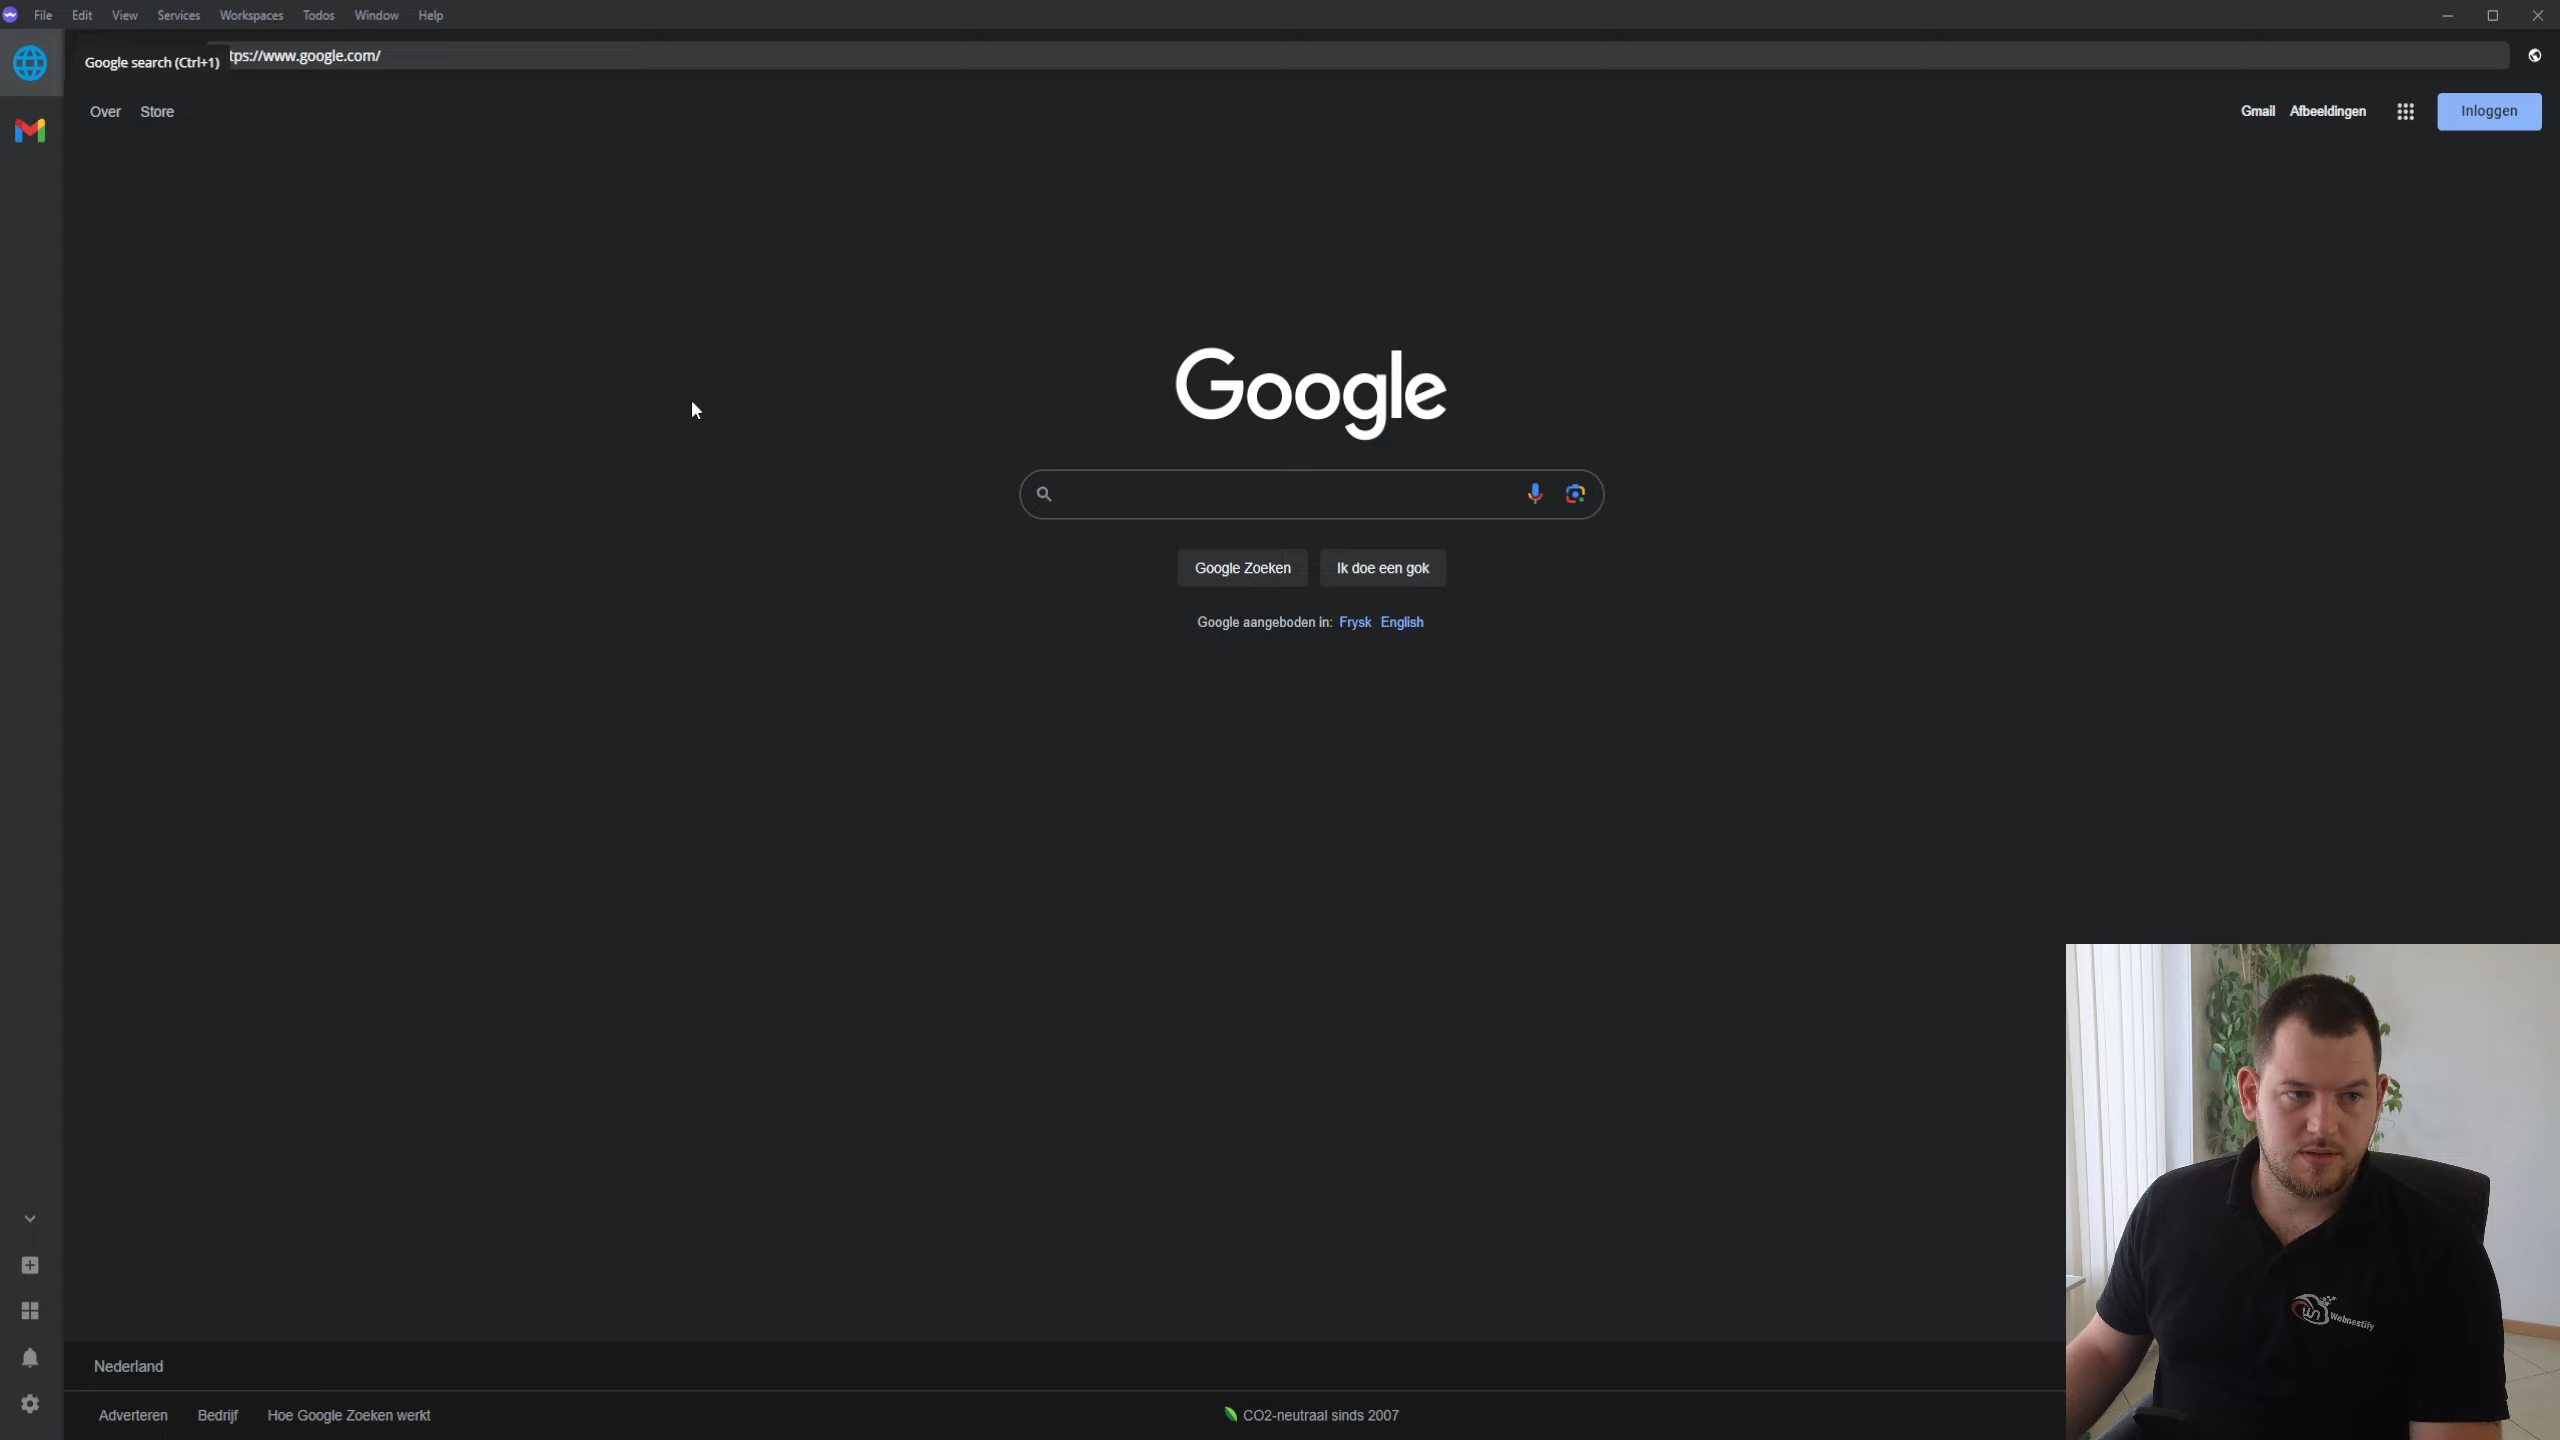 File Edit View Services Workspaces Todos Window Help
Google search (Ctrl+1) tps://www.google.com/
Over Store Gmail Afbeeldingen Inloggen
Google
Google Zoeken Ik doe een gok
Google aangeboden in: Frysk English
Webnestify
Nederland
Adverteren Bedrijf Hoe Google Zoeken werkt CO2-neutraal sinds 2007